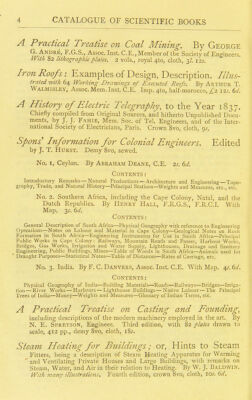 4 CATALOGUE OF SCIENTIFIC BOOKS
A Practical Treatise on Coal Mining. By GEORGE
G. ANDRÉ, F.G.S., Assoc. Inst. C.E., Member of the Society of Engineers.
With 82 lithographic plates. 2 vols., royal 4to, cloth, 3l. 12s.
Iron Roofs: Examples of Design, Description. Illus-
trated with 64 Working Drawings of Executed Roofs. By ARTHUR T.
WALMISLEY, Assoc. Mem. Inst. C.E. Imp. 4to, half-morocco, £2 12s. 6d.
A History of Electric Telegraphy, to the Year 1837.
Chiefly compiled from Original Sources, and hitherto Unpublished Docu-
ments, by J. J. FAHIE, Mem. Soc. of Tel. Engineers, and of the Inter-
national Society of Electricians, Paris. Crown 8vo, cloth, 9s.
Spons' Information for Colonial Engineers. Edited
by J. T. HURST. Demy 8vo, sewed.
No. 1, Ceylon. By ABRAHAM DEANE, C.E. 2s. 6d.
CONTENTS:
Introductory Remarks—Natural Productions—Architecture and Engineering—Topo-
graphy, Trade, and Natural History—Principal Stations—Weights and Measures, etc., etc.
No. 2. Southern Africa, including the Cape Colony, Natal, and the
Dutch Republics. By HENRY HALL, F.R.G.S., F.R.C.I. With
Map. 3s. 6d.
CONTENTS:
General Description of South Africa—Physical Geography with reference to Engineering
Operations—Notes on Labour and Material in Cape Colony—Geological Notes on Rock
Formation in South Africa—Engineering Instruments for Use in South Africa—Principal
Public Works in Cape Colony: Railways, Mountain Roads and Passes, Harbour Works,
Bridges, Gas Works, Irrigation and Water Supply, Lighthouses, Drainage and Sanitary
Engineering, Public Buildings, Mines—Table of Woods in South Africa—Animals used for
Draught Purposes—Statistical Notes—Table of Distances—Rates of Carriage, etc.
No. 3. India. By F. C. DANVERS, Assoc. Inst. C.E. With Map. 4s. 6d.
CONTENTS:
Physical Geography of India—Building Materials—Roads—Railways—Bridges—Irriga-
tion—River Works—Harbours—Lighthouse Buildings—Native Labour—The Principal
Trees of India—Money—Weights and Measures—Glossary of Indian Terms, etc.
A Practical Treatise on Casting and Founding,
including descriptions of the modern machinery employed in the art. By
N. E. SPRETSON, Engineer. Third edition, with 82 plates drawn to
scale, 412 pp., demy 8vo, cloth, 18s.
Steam Heating for Buildings; or, Hints to Steam
Fitters, being a description of Steam Heating Apparatus for Warming
and Ventilating Private Houses and Large Buildings, with remarks on
Steam, Water, and Air in their relation to Heating. By W. J. BALDWIN.
With many illustrations. Fourth edition, crown 8vo, cloth, 10s. 6d.